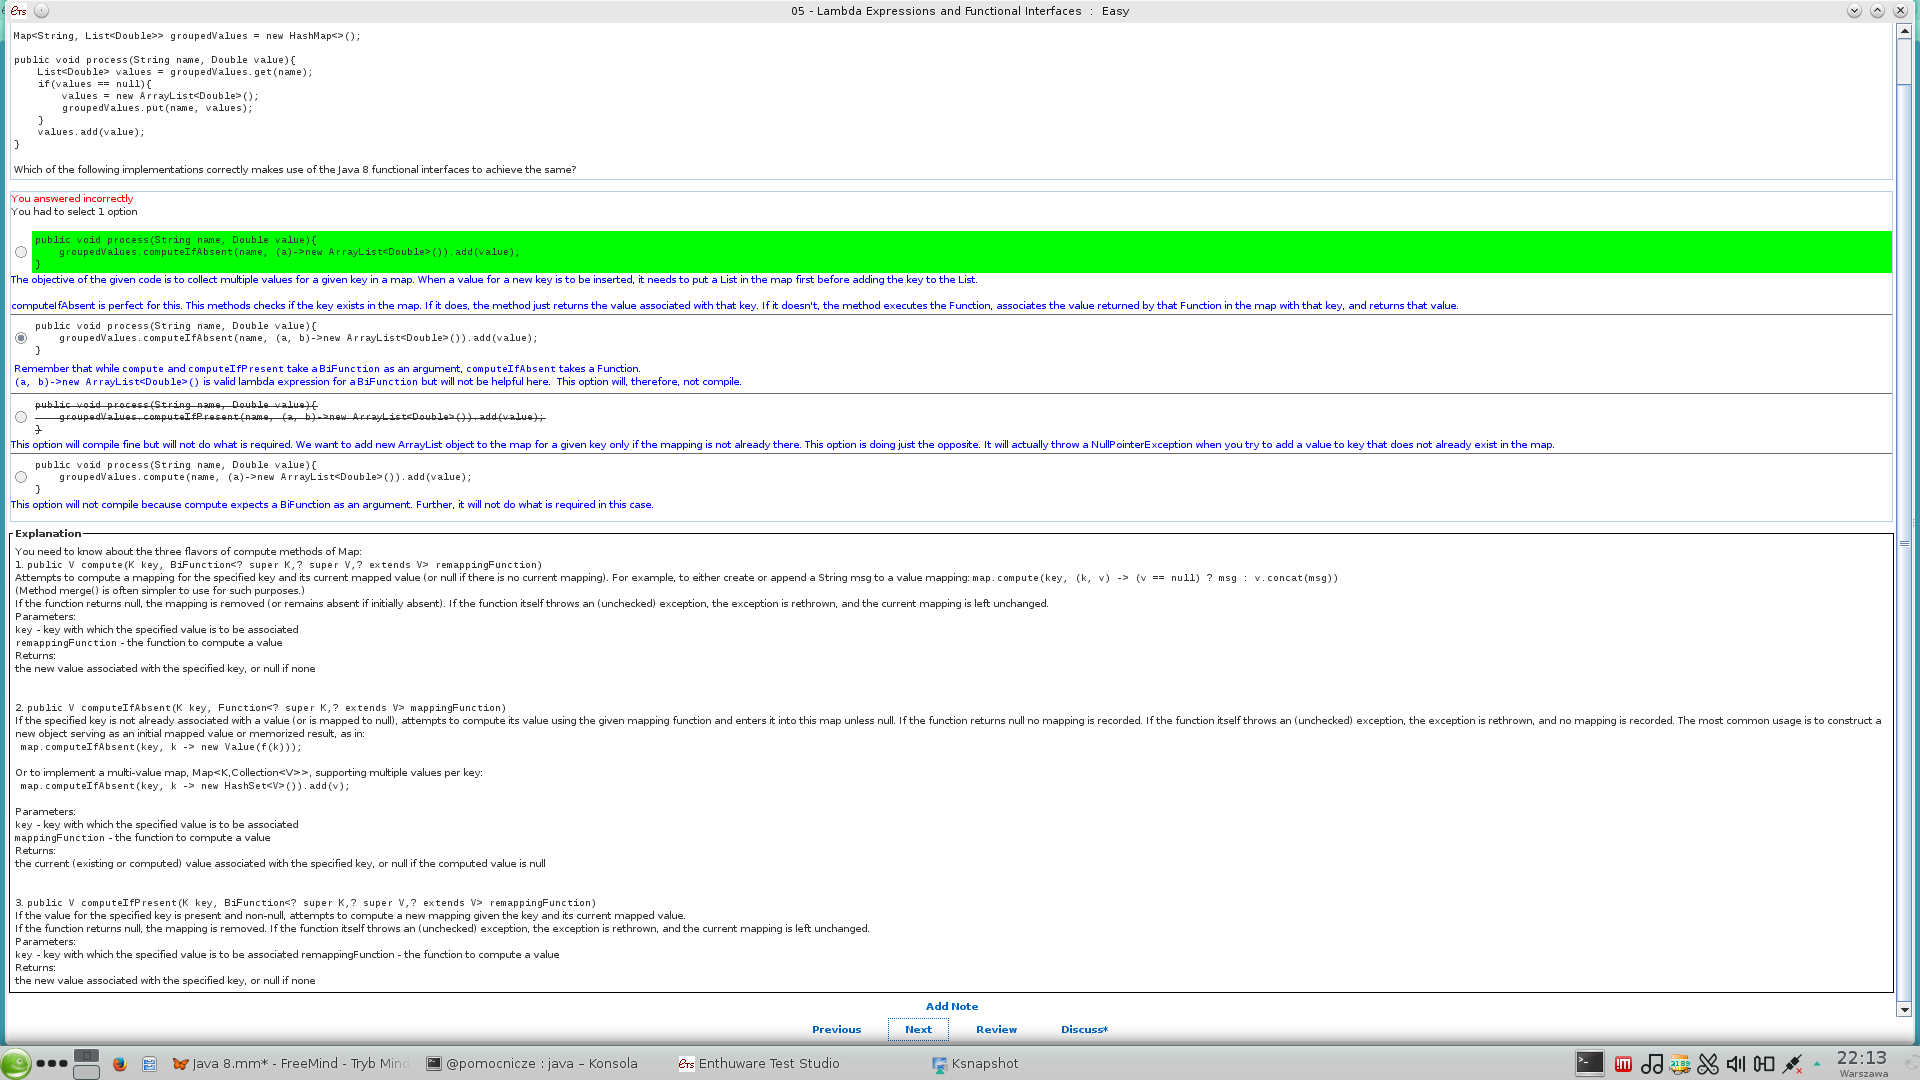 ETS
05 - Lambda Expressions and Functional Interfaces : Easy
Map<String, List<Double>> groupedValues = new HashMap<>();
public void process(String name, Double value){
List<Double> values = groupedValues.get(name);
if(values == null){
values = new ArrayList<Double>();
groupedValues.put(name, values);
}
values.add(value);
}
Which of the following implementations correctly makes use of the Java 8 functional interfaces to achieve the same?
You answered incorrectly
You had to select 1 option
public void process(String name, Double value){
groupedValues.computeIfAbsent(name, (a)->new ArrayList<Double>()).add(value);
}
The objective of the given code is to collect multiple values for a given key in a map. When a value for a new key is to be inserted, it needs to put a List in the map first before adding the key to the List.
computeIfAbsent is perfect for this. This methods checks if the key exists in the map. If it does, the method just returns the value associated with that key. If it doesn't, the method executes the Function, associates the value returned by that Function in the map with that key, and returns that value.
public void process(String name, Double value){
groupedValues.computeIfAbsent(name, (a, b)->new ArrayList<Double>()).add(value);
}
Remember that while compute and computeIfPresent take a BiFunction as an argument, computeIfAbsent takes a Function.
(a, b)->new ArrayList<Double>() is valid lambda expression for a BiFunction but will not be helpful here. This option will, therefore, not compile.
public void process(String name, Double value){
groupedValues.computeIfPresent(name, (a, b)->new ArrayList<Double>()).add(value);
}
This option will compile fine but will not do what is required. We want to add new ArrayList object to the map for a given key only if the mapping is not already there. This option is doing just the opposite. It will actually throw a NullPointerException when you try to add a value to key that does not already exist in the map.
public void process(String name, Double value){
groupedValues.compute(name, (a)->new ArrayList<Double>()).add(value);
}
This option will not compile because compute expects a BiFunction as an argument. Further, it will not do what is required in this case.
Explanation
You need to know about the three flavors of compute methods of Map:
1. public V compute(K key, BiFunction<? super K,? super V,? extends V> remappingFunction)
Attempts to compute a mapping for the specified key and its current mapped value (or null if there is no current mapping). For example, to either create or append a String msg to a value mapping: map.compute(key, (k, v) -> (v == null) ? msg : v.concat(msg))
(Method merge() is often simpler to use for such purposes.)
If the function returns null, the mapping is removed (or remains absent if initially absent). If the function itself throws an (unchecked) exception, the exception is rethrown, and the current mapping is left unchanged.
Parameters:
key - key with which the specified value is to be associated
remappingFunction - the function to compute a value
Returns:
the new value associated with the specified key, or null if none
2. public V computeIfAbsent(K key, Function<? super K,? extends V> mappingFunction)
If the specified key is not already associated with a value (or is mapped to null), attempts to compute its value using the given mapping function and enters it into this map unless null. If the function returns null no mapping is recorded. If the function itself throws an (unchecked) exception, the exception is rethrown, and no mapping is recorded. The most common usage is to construct a
new object serving as an initial mapped value or memorized result, as in:
map.computeIfAbsent(key, k -> new Value(f(k)));
Or to implement a multi-value map, Map<K,Collection<V>>, supporting multiple values per key:
map.computeIfAbsent(key, k -> new HashSet<V>()).add(v);
Parameters:
key - key with which the specified value is to be associated
mappingFunction - the function to compute a value
Returns:
the current (existing or computed) value associated with the specified key, or null if the computed value is null
3. public V computeIfPresent(K key, BiFunction<? super K,? super V,? extends V> remappingFunction)
If the value for the specified key is present and non-null, attempts to compute a new mapping given the key and its current mapped value.
If the function returns null, the mapping is removed. If the function itself throws an (unchecked) exception, the exception is rethrown, and the current mapping is left unchanged.
Parameters:
key - key with which the specified value is to be associated remappingFunction - the function to compute a value
Returns:
the new value associated with the specified key, or null if none
Add Note
Previous Next Review Discuss*
Java 8.mm* - FreeMind - Tryb Mind @pomocnicze : java – Konsola ETS Enthuware Test Studio Ksnapshot 22:13
Warszawa